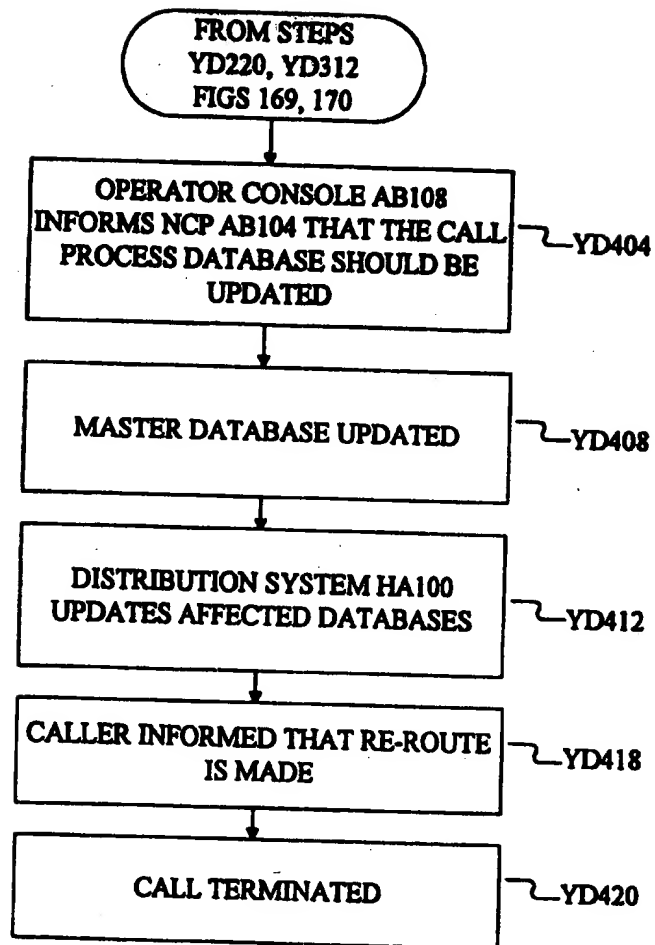 FROM STEPS
YD220, YD312
FIGS 169, 170
OPERATOR CONSOLE AB108
INFORMS NCP AB104 THAT THE CALL
PROCESS DATABASE SHOULD BE
UPDATED
YD404
MASTER DATABASE UPDATED
YD408
DISTRIBUTION SYSTEM HA100
UPDATES AFFECTED DATABASES
YD412
CALLER INFORMED THAT RE-ROUTE
IS MADE
YD418
CALL TERMINATED
YD420